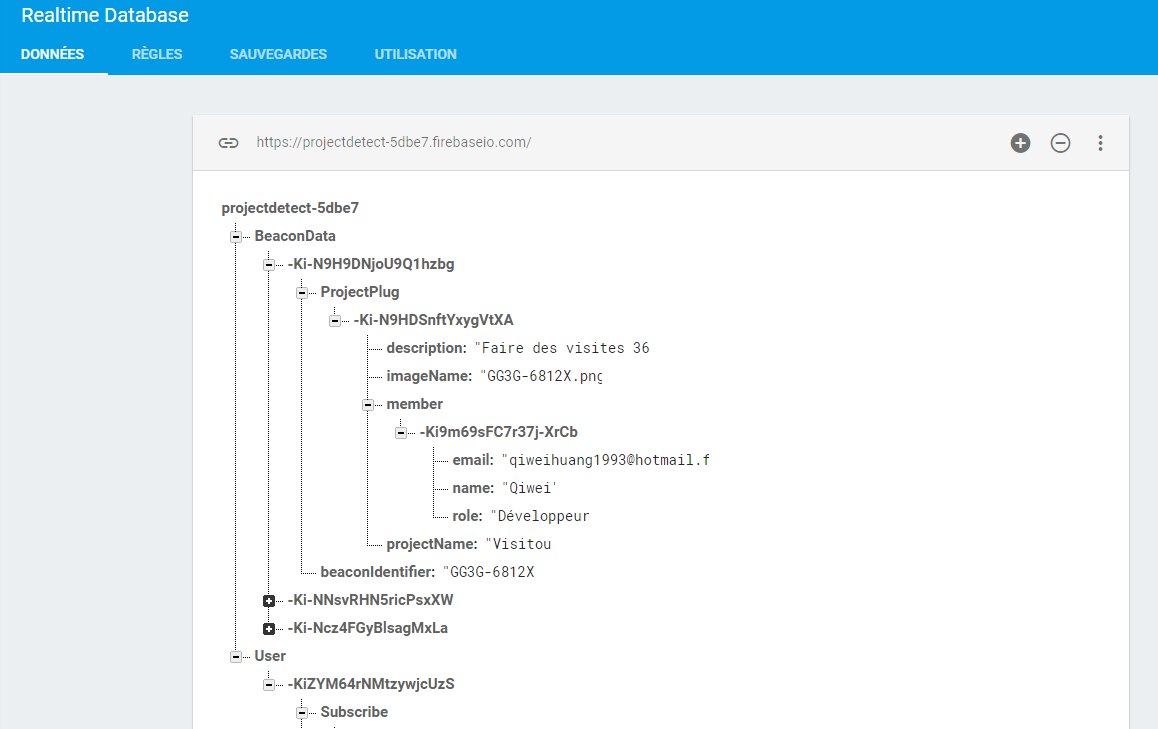 Realtime Database
DONNÉES RÈGLES SAUVEGARDES UTILISATION
https://projectdetect-5dbe7.firebaseio.com/
projectdetect-5dbe7
BeaconData
-Ki-N9H9DNjoU9Q1hzbg
ProjectPlug
-Ki-N9HDSnftYxygVtXA
description: "Faire des visites 36
imageName: "GG3G-6812X.png
member
-Ki9m69sFC7r37j-XrCb
email: "qiweihuang1993@hotmail.f
name: "Qiwei'
role: "Développeur
projectName: "Visitou
beaconIdentifier: "GG3G-6812X
-Ki-NNsvRHN5ricPsxXW
-Ki-Ncz4FGyBlsagMxLa
User
-KiZYM64rNMtzywjcUzS
Subscribe